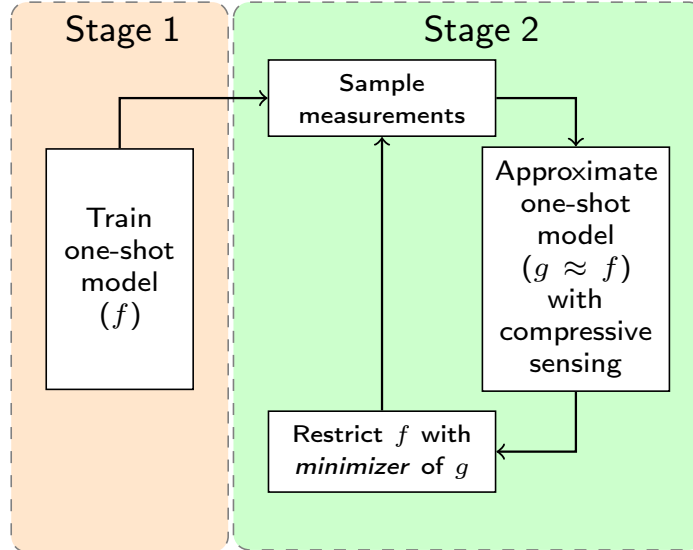 Stage 1
Stage 2
Sample
measurements
Train
one-shot
model
(f)
Approximate
one-shot
model
(g ≈ f)
with
compressive
sensing
Restrict f with
minimizer of g